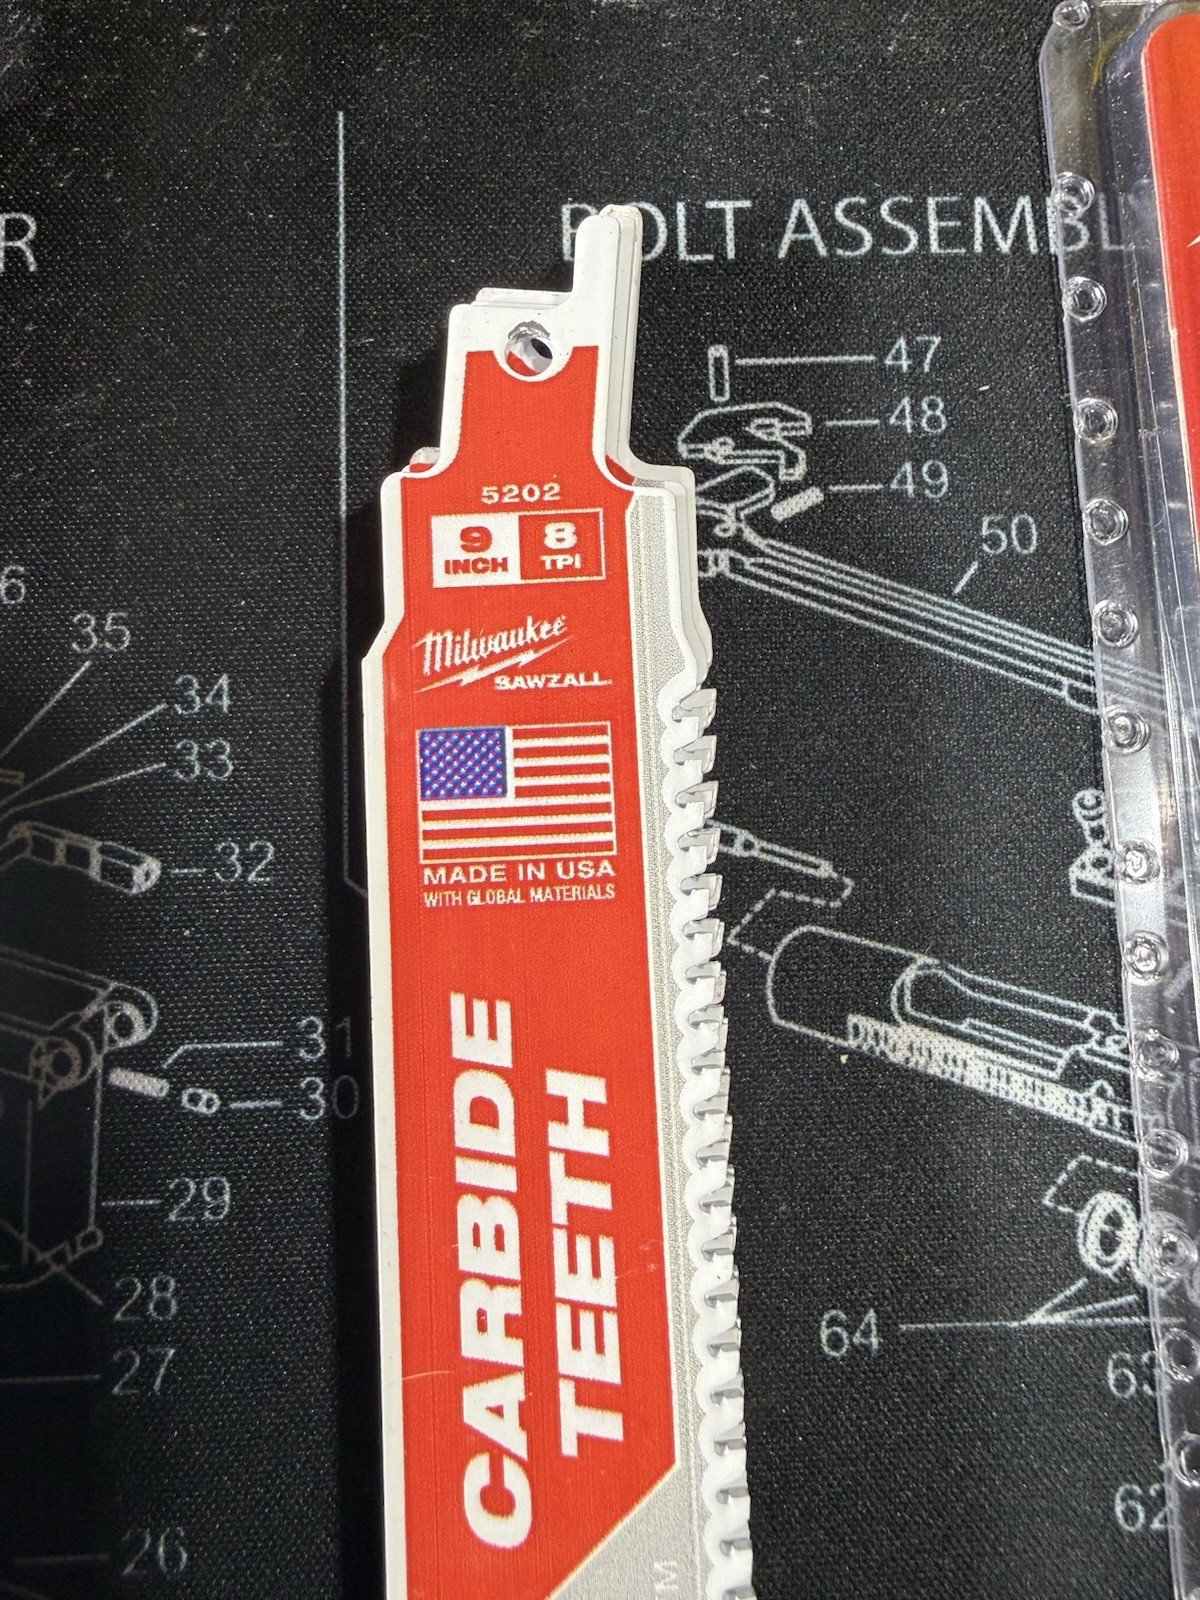 R
BOLT ASSEMBL
47
48
49
50
6
35
34
33
32
31
30
29
28
27
26
64
63
62
5202
9
INCH
8
TPI
Milwaukee
SAWZALL
MADE IN USA
WITH GLOBAL MATERIALS
CARBIDE
TEETH
M